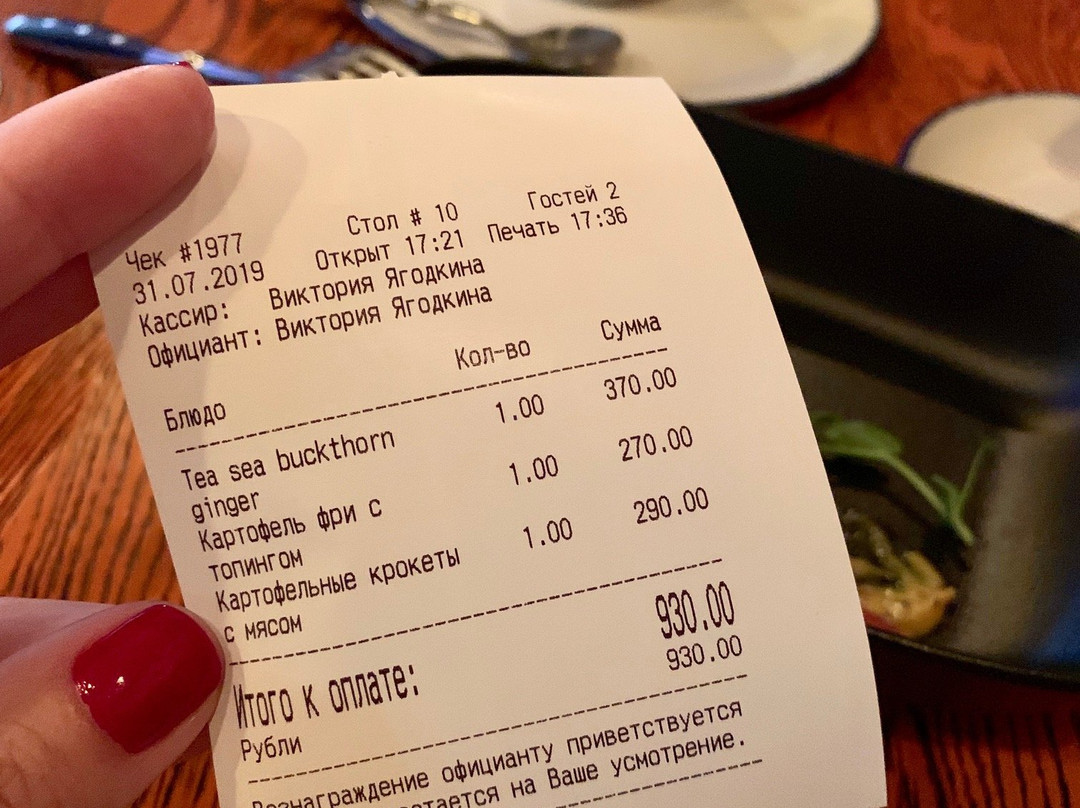 Чек #1977 Стол # 10 Гостей 2
31.07.2019 Открыт 17:21 Печать 17:36
Кассир: Виктория Ягодкина
Официант: Виктория Ягодкина
Блюдо Кол-во Сумма
Tea sea buckthorn 1.00 370.00
ginger
Картофель фри с 1.00 270.00
топингом
Картофельные крокеты 1.00 290.00
с мясом
Итого к оплате: 930.00
Рубли 930.00
Вознаграждение официанту приветствуется
на Ваше усмотрение.